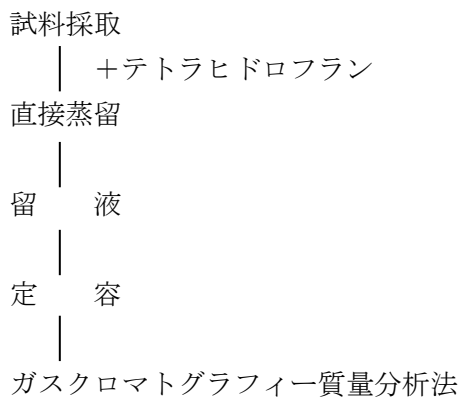 試料採取
＋テトラヒドロフラン
直接蒸留
留　液
定　容
ガスクロマトグラフィー質量分析法